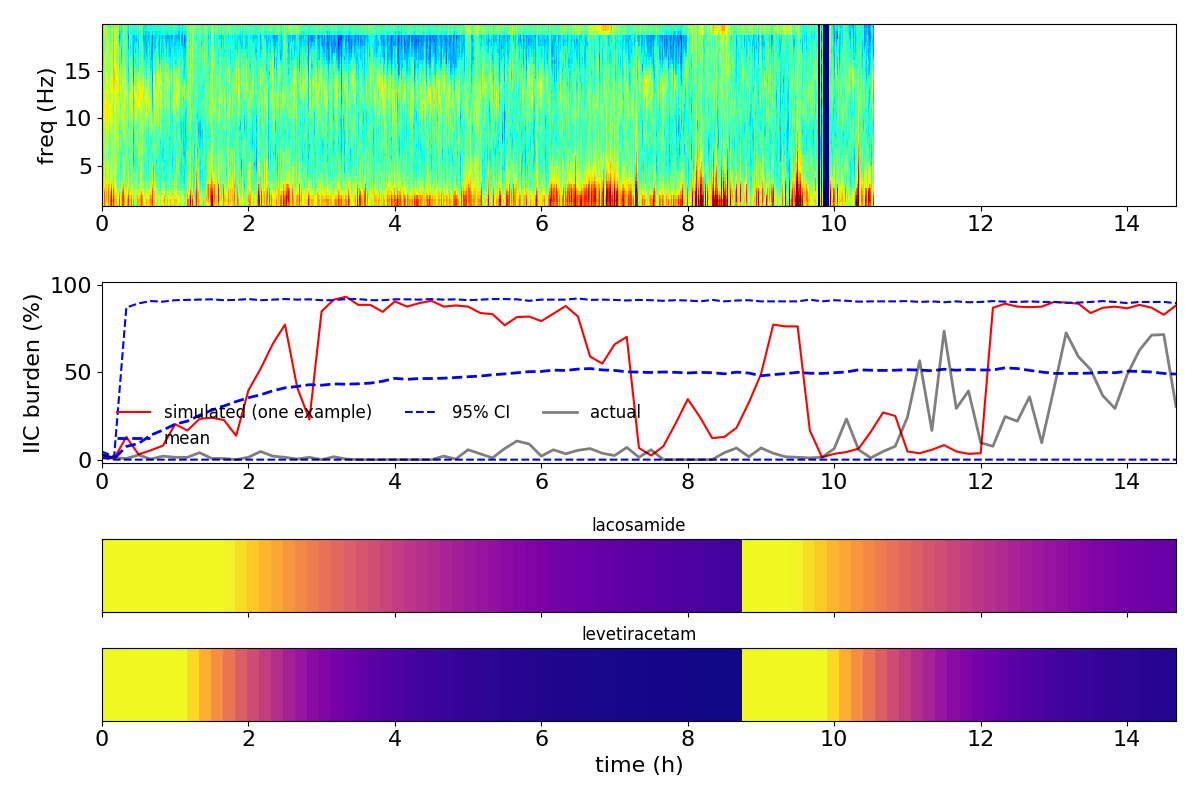 freq (Hz)
15
10
5
0 2 4 6 8 10 12 14
IIC burden (%)
100
50
0
simulated (one example) 95% CI actual
mean
0 2 4 6 8 10 12 14
lacosamide
levetiracetam
0 2 4 6 8 10 12 14
time (h)